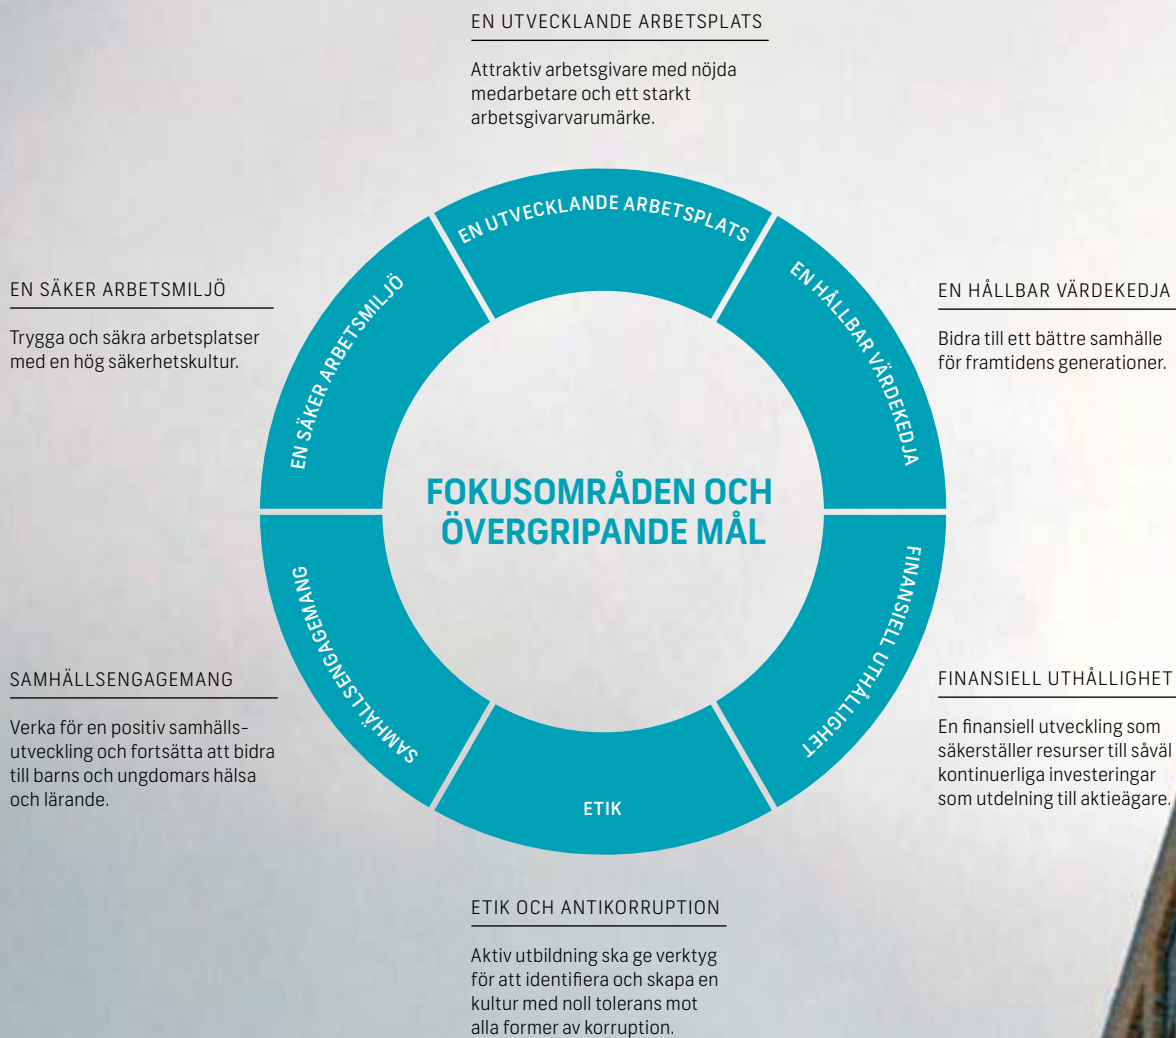 EN UTVECKLANDE ARBETSPLATS
Attraktiv arbetsgivare med nöjda
medarbetare och ett starkt
arbetsgivarvarumärke.
EN UTVECKLANDE ARBETSPLATS
EN SÄKER ARBETSMILJÖ
Trygga och säkra arbetsplatser
med en hög säkerhetskultur.
EN SÄKER ARBETSMILJÖ
EN HÅLLBAR VÄRDEKEDJA
EN HÅLLBAR VÄRDEKEDJA
Bidra till ett bättre samhälle
för framtidens generationer.
FOKUSOMRÅDEN OCH
ÖVERGRIPANDE MÅL
SAMHÄLLSENGAGEMANG
Verka för en positiv samhälls-
utveckling och fortsätta att bidra
till barns och ungdomars hälsa
och lärande.
SAMHÄLLSENGAGEMANG
FINANSIELL UTHÅLLIGHET
FINANSIELL UTHÅLLIGHET
En finansiell utveckling som
säkerställer resurser till såväl
kontinuerliga investeringar
som utdelning till aktieägare.
ETIK
ETIK OCH ANTIKORRUPTION
Aktiv utbildning ska ge verktyg
för att identifiera och skapa en
kultur med noll tolerans mot
alla former av korruption.